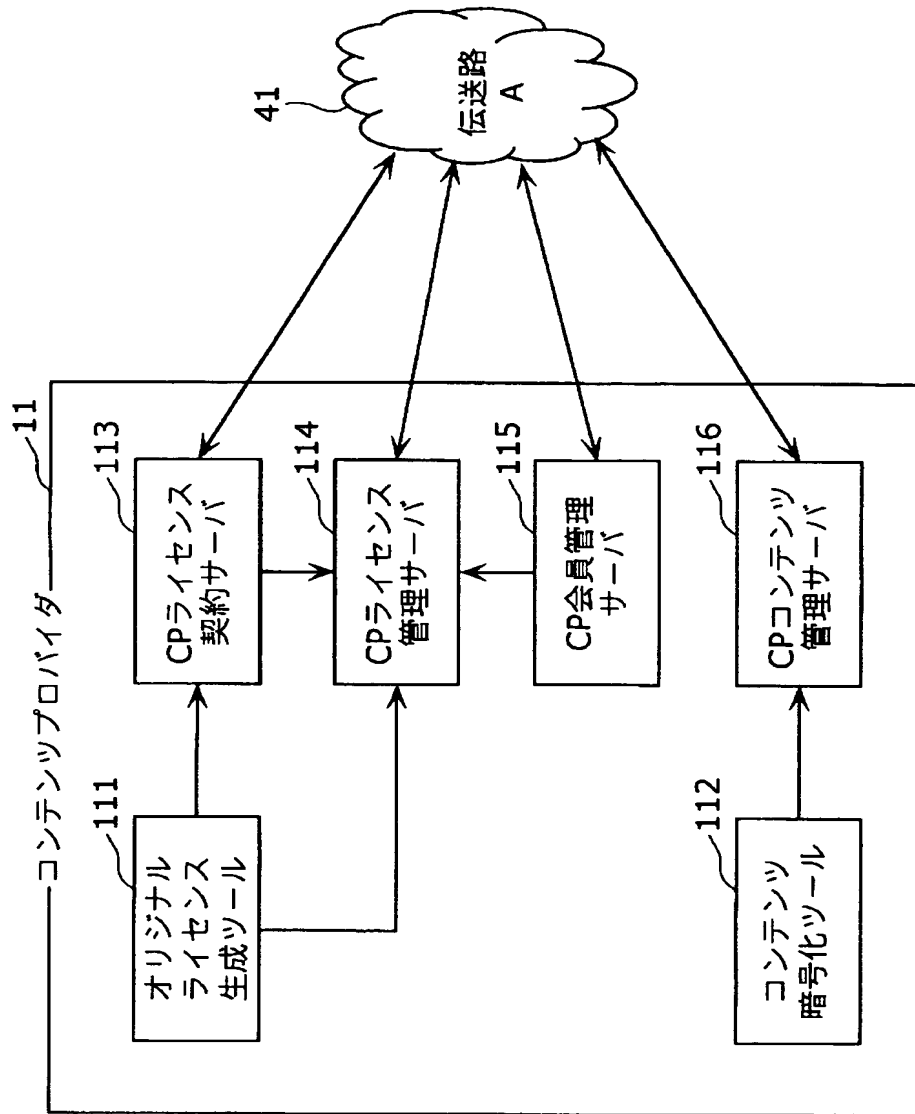 コンテンツプロバイダー
11
111
オリジナル
ライセンス
生成ツール
113
CPライセンス
契約サーバ
114
CPライセンス
管理サーバ
115
CP会員管理
サーバ
112
コンテンツ
暗号化ツール
116
CPコンテンツ
管理サーバ
41
伝送路
A